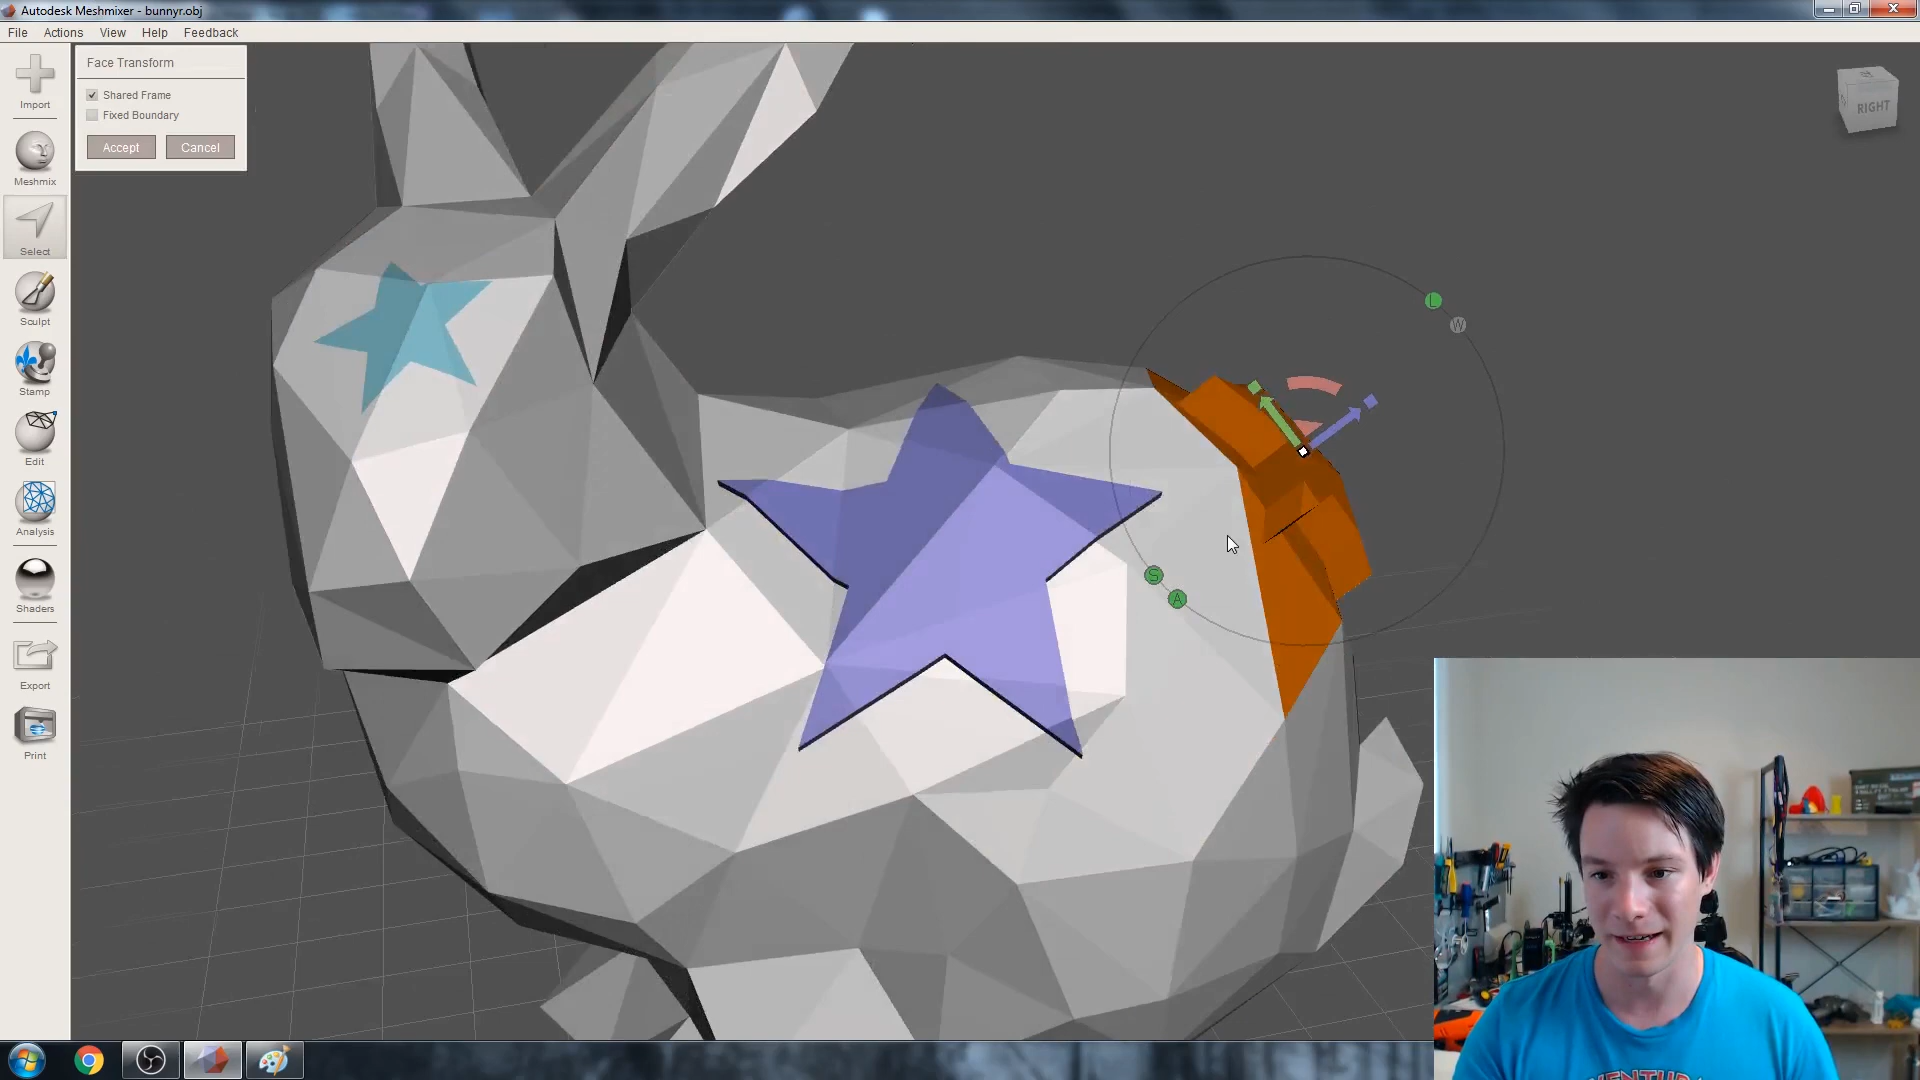 Autodesk Meshmixer - bunnyr.obj
File Actions View Help Feedback
Face Transform
Shared Frame
Fixed Boundary
Accept Cancel
Import
Meshmix
Select
Sculpt
Stamp
Edit
Analysis
Shaders
Export
Print
RIGHT
L
W
S
A